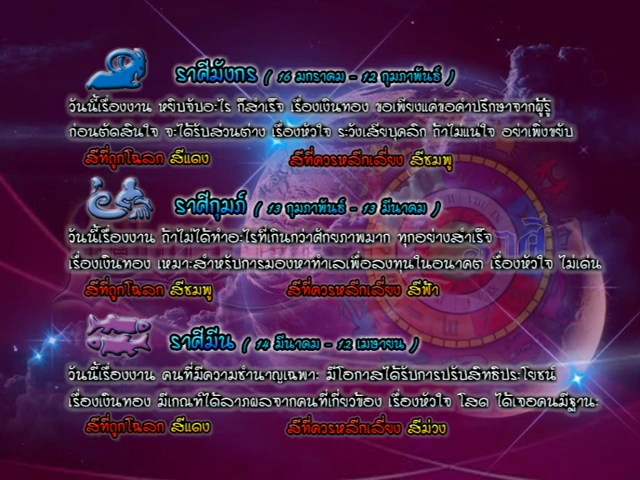 ราศีมังกร ( 16 มกราคม - 12 กุมภาพันธ์ )
วันนี้เรื่องงาน หยิบจับอะไร ก็สำเร็จ เรื่องเงินทอง ขอเพียงแค่ขอคำปรึกษาจากผู้รู้
ก่อนตัดสินใจ จะได้รับส่วนต่าง เรื่องหัวใจ ระวังเสียบุคลิก ถ้าไม่แน่ใจ อย่าเพิ่งขยับ
สีที่ถูกโฉลก สีแดง สีที่ควรหลีกเลี่ยง สีชมพู
ราศีกุมภ์ ( 13 กุมภาพันธ์ - 13 มีนาคม )
วันนี้เรื่องงาน ถ้าไม่ได้ทำอะไรที่เกินกว่าศักยภาพมาก ทุกอย่างสำเร็จ
เรื่องเงินทอง เหมาะสำหรับการมองหาทำเลเพื่อลงทุนในอนาคต เรื่องหัวใจ ไม่เด่น
สีที่ถูกโฉลก สีชมพู สีที่ควรหลีกเลี่ยง สีฟ้า
ราศีมีน ( 14 มีนาคม - 12 เมษายน )
วันนี้เรื่องงาน คนที่มีความชำนาญเฉพาะ มีโอกาสได้รับการปรับสิทธิประโยชน์
เรื่องเงินทอง มีเกณฑ์ได้ลาภผลจากคนที่เกี่ยวข้อง เรื่องหัวใจ โสด ได้เจอคนมีฐานะ
สีที่ถูกโฉลก สีแดง สีที่ควรหลีกเลี่ยง สีม่วง